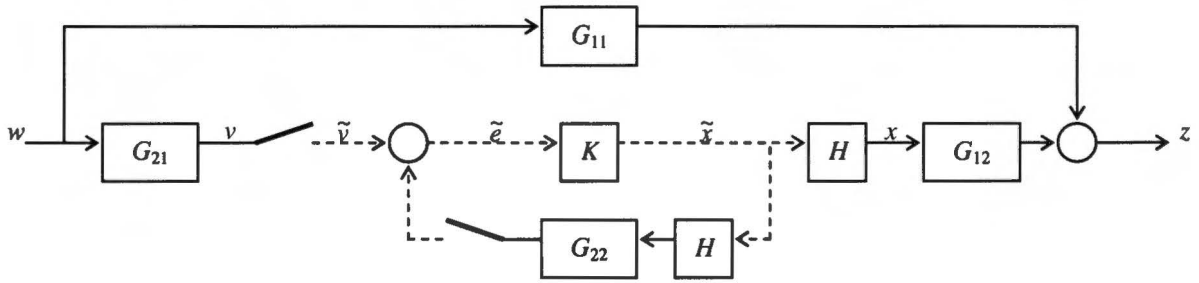 G₁₁
w
G₂₁
v
ṽ
ẽ
K
x̃
H
x
G₁₂
z
G₂₂
H